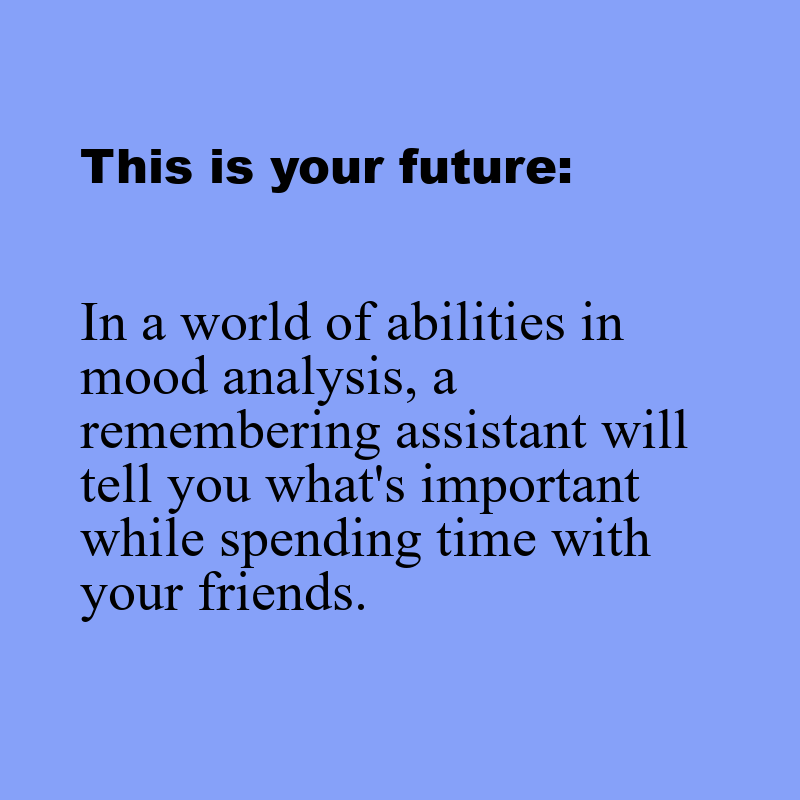 This is your future:
In a world of abilities in
mood analysis, a
remembering assistant will
tell you what's important
while spending time with
your friends.